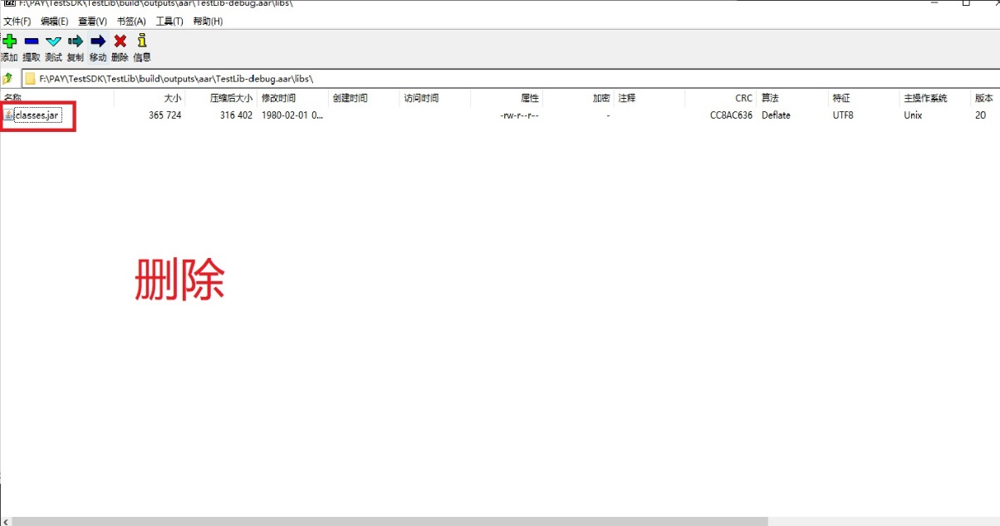 F:\PAY\TestSDK\TestLib\build\outputs\aar\TestLib-debug.aar\libs\
文件(F) 编辑(E) 查看(V) 书签(A) 工具(T) 帮助(H)
添加 提取 测试 复制 移动 删除 信息
F:\PAY\TestSDK\TestLib\build\outputs\aar\TestLib-debug.aar\libs\
名称 大小 压缩后大小 修改时间 创建时间 访问时间 属性 加密 注释 CRC 算法 特征 主操作系统 版本
classes.jar 365 724 316 402 1980-02-01 0... -rw-r--r-- - CC8AC636 Deflate UTF8 Unix 20
删除